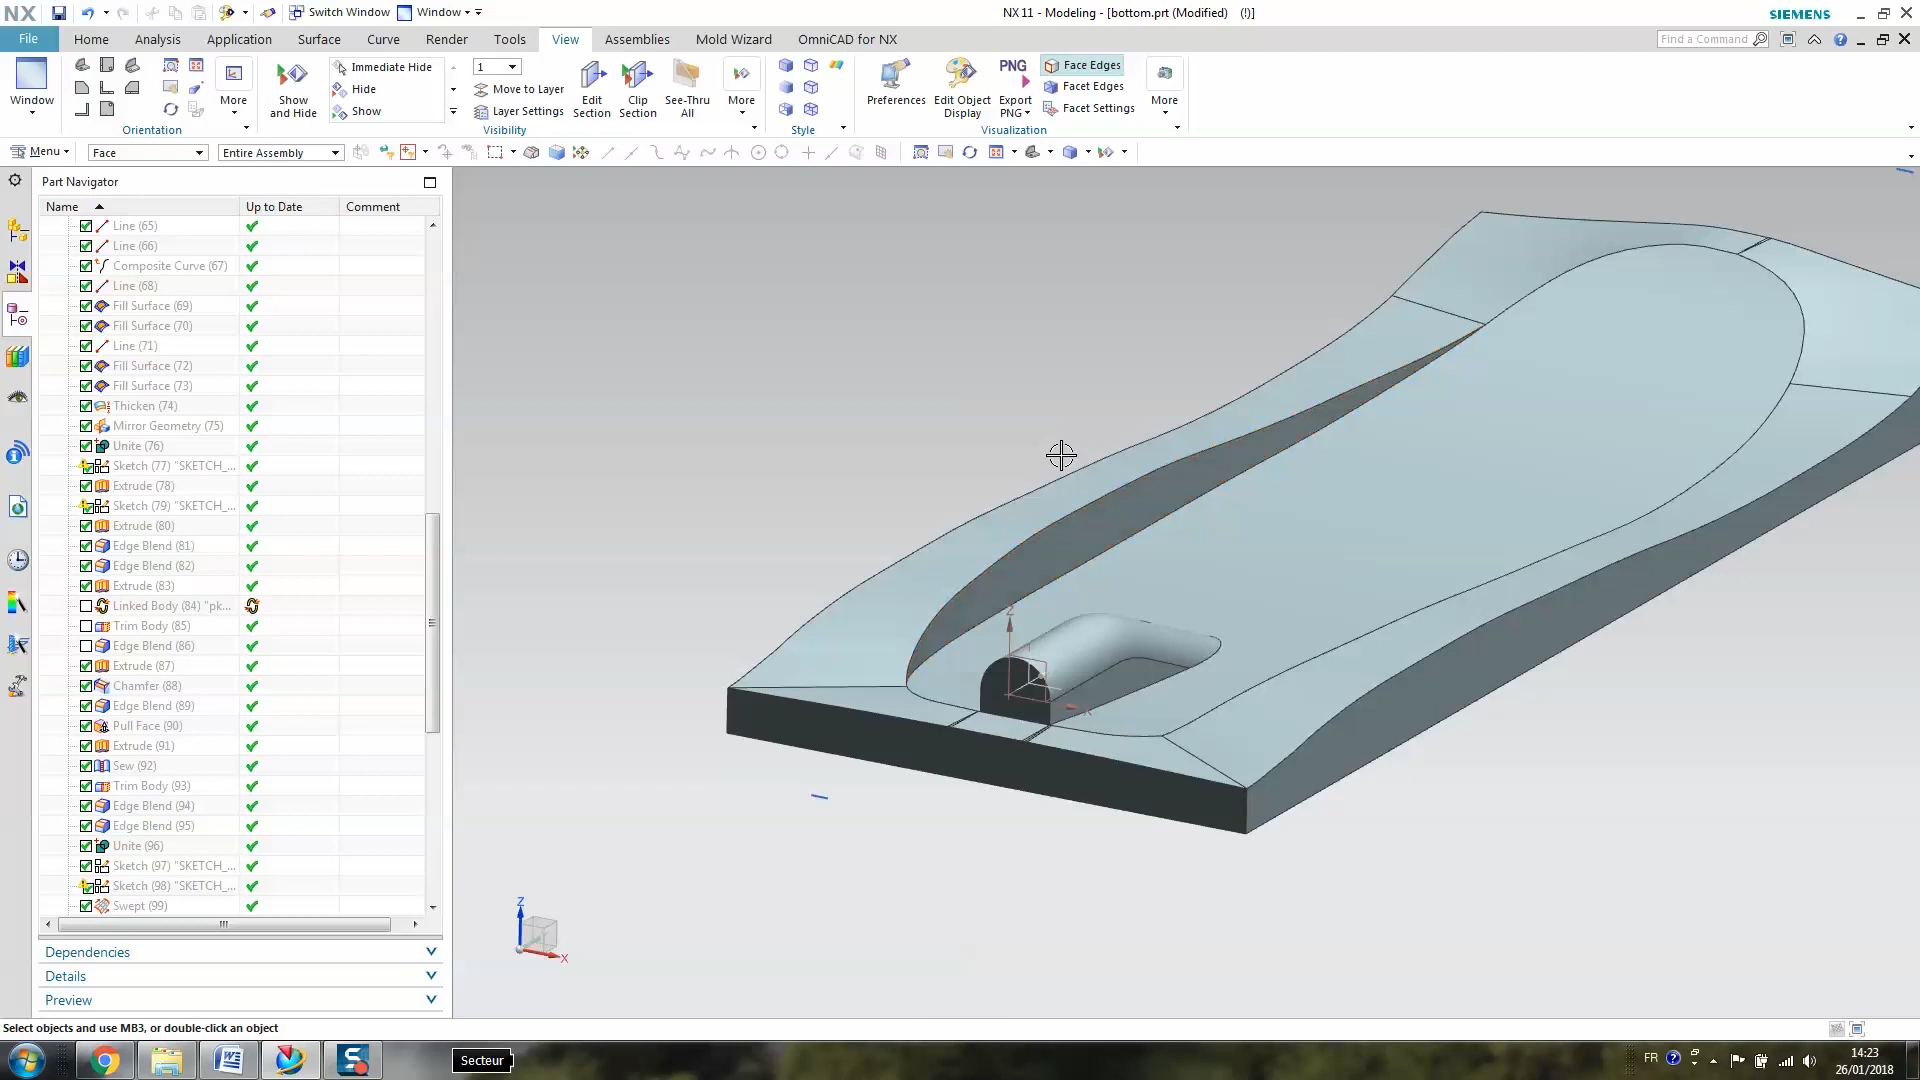 NX
Switch Window
Window
NX 11 - Modeling - [bottom.prt (Modified) (!)]
SIEMENS
File
Home
Analysis
Application
Surface
Curve
Render
Tools
View
Assemblies
Mold Wizard
OmniCAD for NX
Find a Command
Window
Orientation
More
Show and Hide
Immediate Hide
Hide
Show
1
Move to Layer
Layer Settings
Edit Section
Clip Section
See-Thru All
More
Visibility
Style
Preferences
Edit Object Display
PNG
Export PNG
Face Edges
Facet Edges
Facet Settings
More
Visualization
Menu
Face
Entire Assembly
Part Navigator
Name
Up to Date
Comment
Line (65)
Line (66)
Composite Curve (67)
Line (68)
Fill Surface (69)
Fill Surface (70)
Line (71)
Fill Surface (72)
Fill Surface (73)
Thicken (74)
Mirror Geometry (75)
Unite (76)
Sketch (77) "SKETCH_...
Extrude (78)
Sketch (79) "SKETCH_...
Extrude (80)
Edge Blend (81)
Edge Blend (82)
Extrude (83)
Linked Body (84) "pk...
Trim Body (85)
Edge Blend (86)
Extrude (87)
Chamfer (88)
Edge Blend (89)
Pull Face (90)
Extrude (91)
Sew (92)
Trim Body (93)
Edge Blend (94)
Edge Blend (95)
Unite (96)
Sketch (97) "SKETCH_...
Sketch (98) "SKETCH_...
Swept (99)
Dependencies
Details
Preview
Z
X
Z
Select objects and use MB3, or double-click an object
Secteur
FR
14:23
26/01/2018